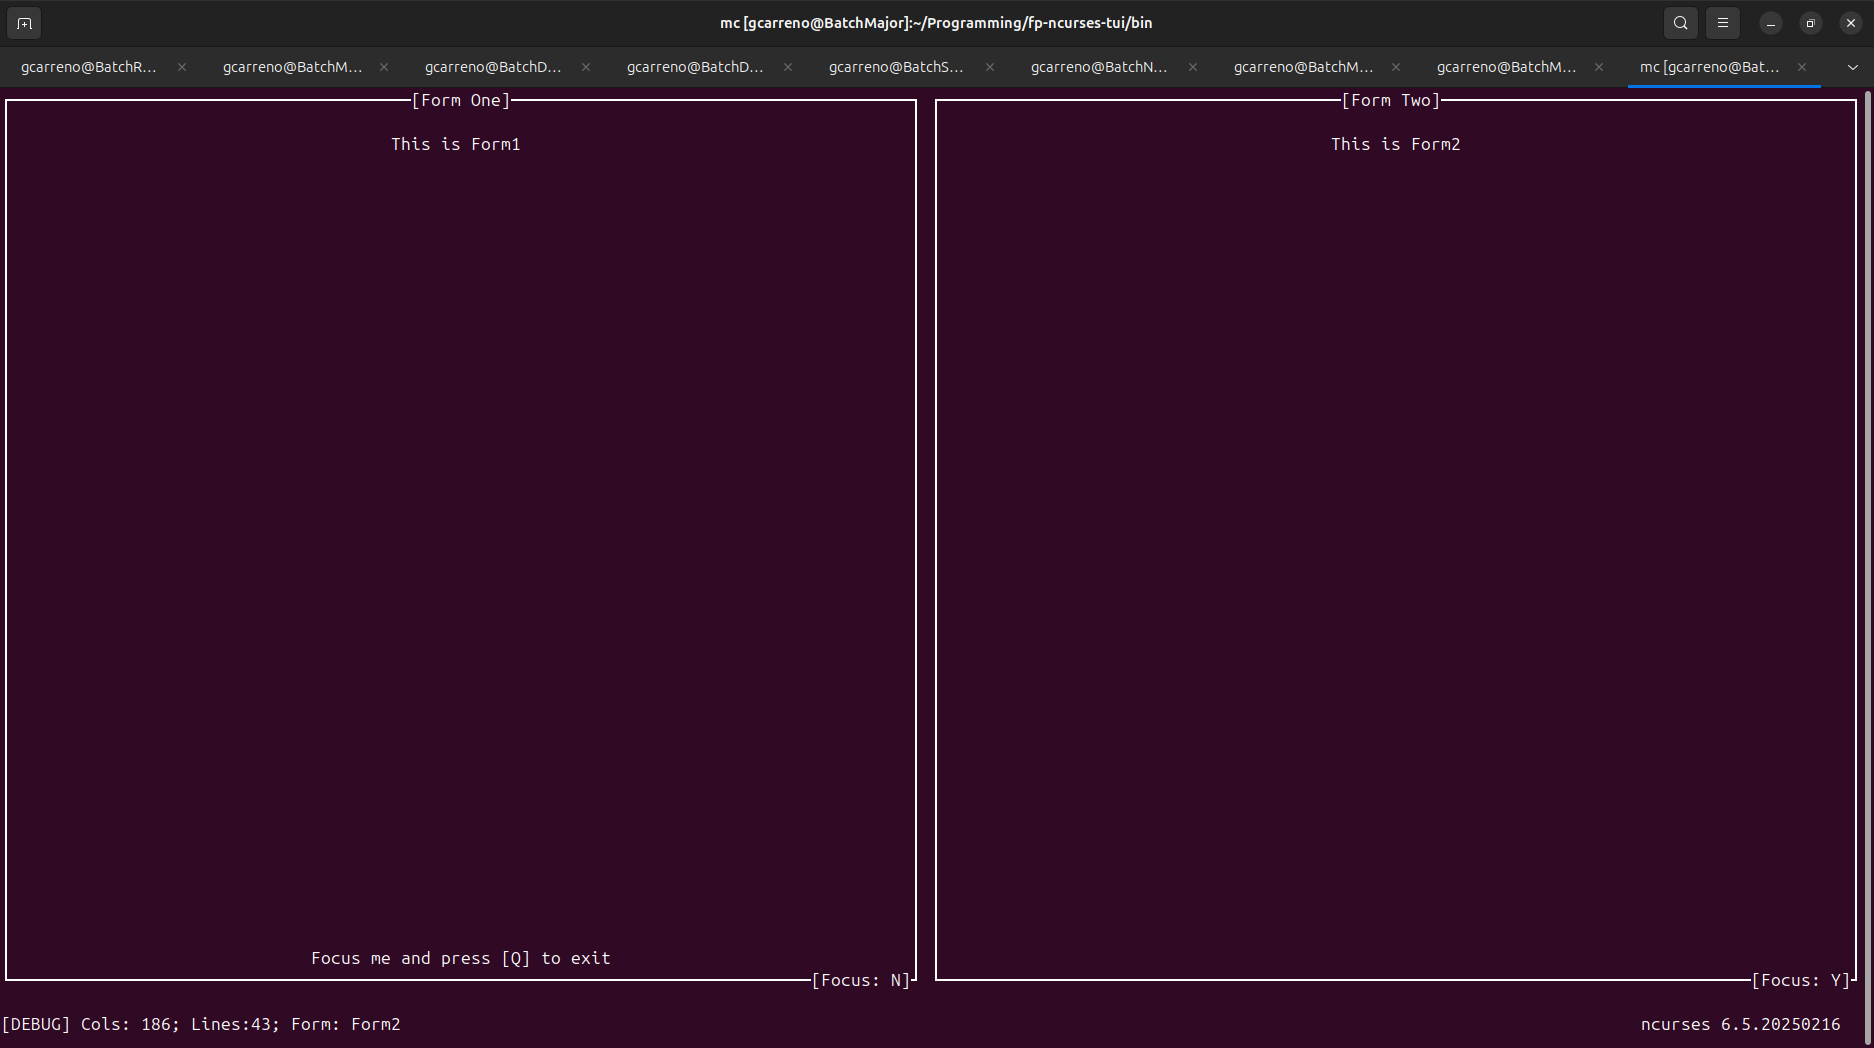 mc [gcarreno@BatchMajor]:~/Programming/fp-ncurses-tui/bin
gcarreno@BatchR... gcarreno@BatchM... gcarreno@BatchD... gcarreno@BatchD... gcarreno@BatchS... gcarreno@BatchN... gcarreno@BatchM... gcarreno@BatchM... mc [gcarreno@Bat...
[Form One] [Form Two]
This is Form1 This is Form2
Focus me and press [Q] to exit
[Focus: N] [Focus: Y]
[DEBUG] Cols: 186; Lines:43; Form: Form2 ncurses 6.5.20250216